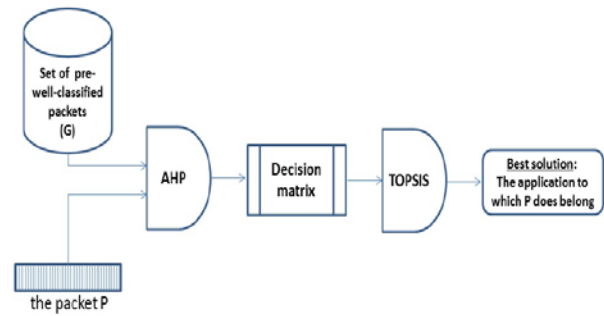 Set of pre-
well-classified
packets
(G)
AHP
Decision
matrix
TOPSIS
Best solution:
The application to
which P does belong
the packet P